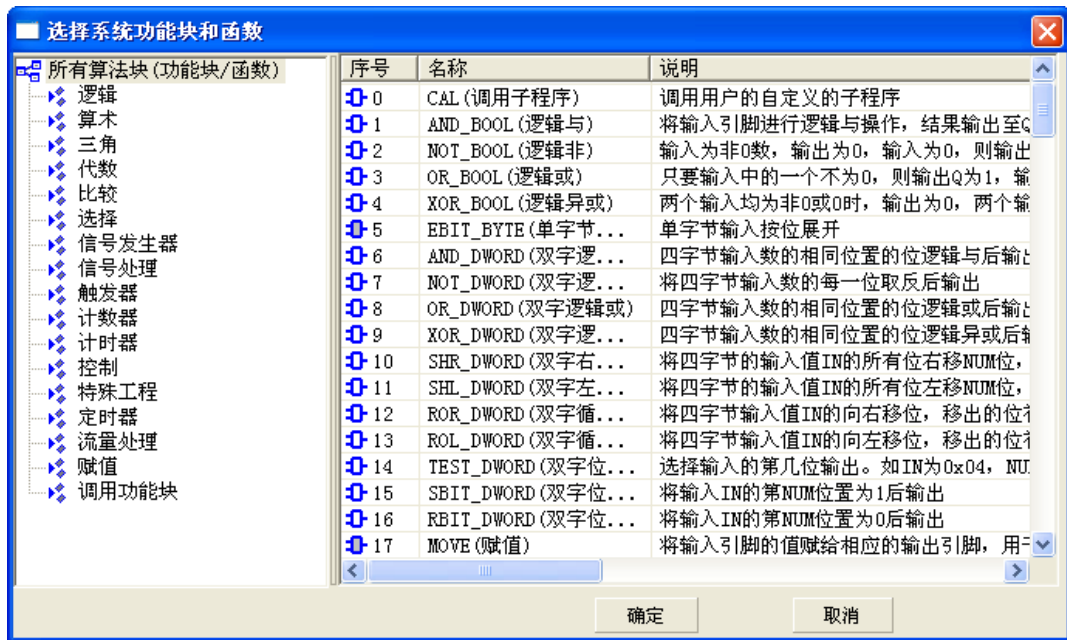 选择系统功能块和函数
所有算法块(功能块/函数)
逻辑
算术
三角
代数
比较
选择
信号发生器
信号处理
触发器
计数器
计时器
控制
特殊工程
定时器
流量处理
赋值
调用功能块
序号 名称 说明
0 CAL(调用子程序) 调用用户的自定义的子程序
1 AND_BOOL(逻辑与) 将输入引脚进行逻辑与操作，结果输出至Q
2 NOT_BOOL(逻辑非) 输入为非0数，输出为0，输入为0，则输出
3 OR_BOOL(逻辑或) 只要输入中的一个不为0，则输出Q为1，输
4 XOR_BOOL(逻辑异或) 两个输入均为非0或0时，输出为0，两个输
5 EBIT_BYTE(单字节... 单字节输入按位展开
6 AND_DWORD(双字逻... 四字节输入数的相同位置的位逻辑与后输出
7 NOT_DWORD(双字逻... 将四字节输入数的每一位取反后输出
8 OR_DWORD(双字逻辑或) 四字节输入数的相同位置的位逻辑或后输出
9 XOR_DWORD(双字逻... 四字节输入数的相同位置的位逻辑异或后输
10 SHR_DWORD(双字右... 将四字节的输入值IN的所有位右移NUM位，
11 SHL_DWORD(双字左... 将四字节的输入值IN的所有位左移NUM位，
12 ROR_DWORD(双字循... 将四字节输入值IN的向右移位，移出的位
13 ROL_DWORD(双字循... 将四字节输入值IN的向左移位，移出的位
14 TEST_DWORD(双字位... 选择输入的第几位输出。如IN为0x04，NU
15 SBIT_DWORD(双字位... 将输入IN的第NUM位置为1后输出
16 RBIT_DWORD(双字位... 将输入IN的第NUM位置为0后输出
17 MOVE(赋值) 将输入引脚的值赋给相应的输出引脚，用
确定 取消